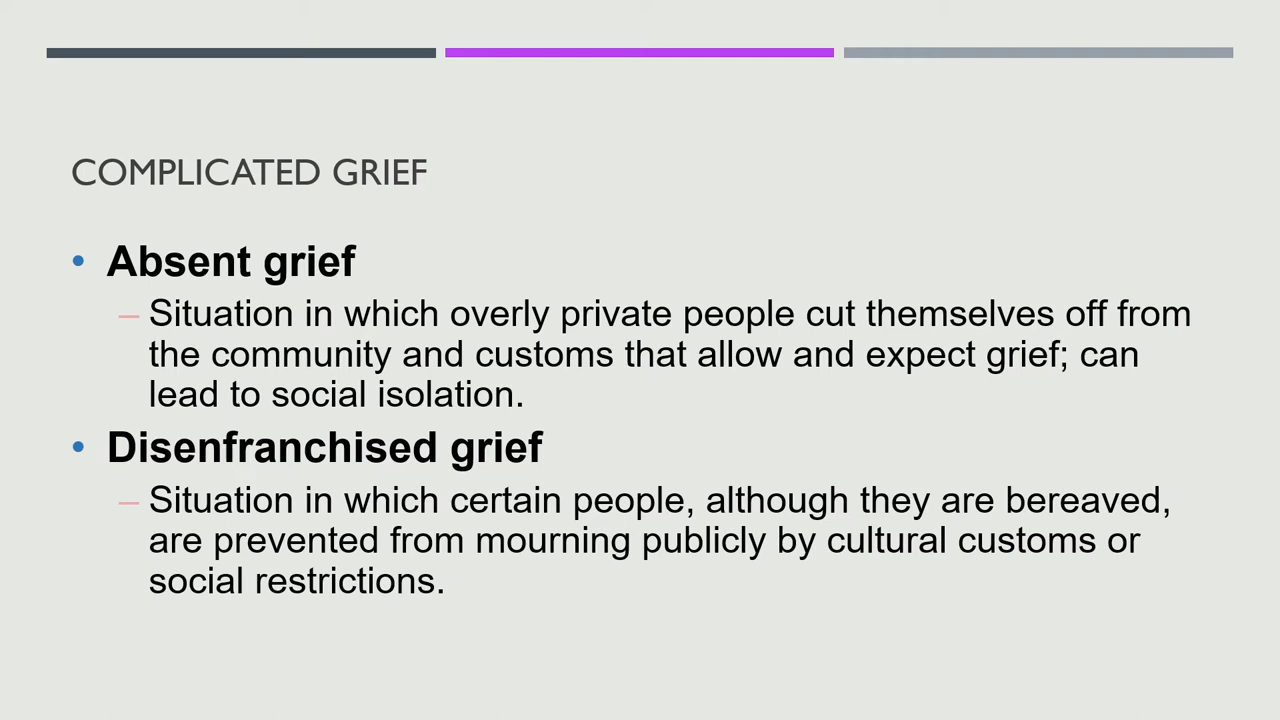 COMPLICATED GRIEF
• Absent grief
– Situation in which overly private people cut themselves off from
the community and customs that allow and expect grief; can
lead to social isolation.
• Disenfranchised grief
– Situation in which certain people, although they are bereaved,
are prevented from mourning publicly by cultural customs or
social restrictions.